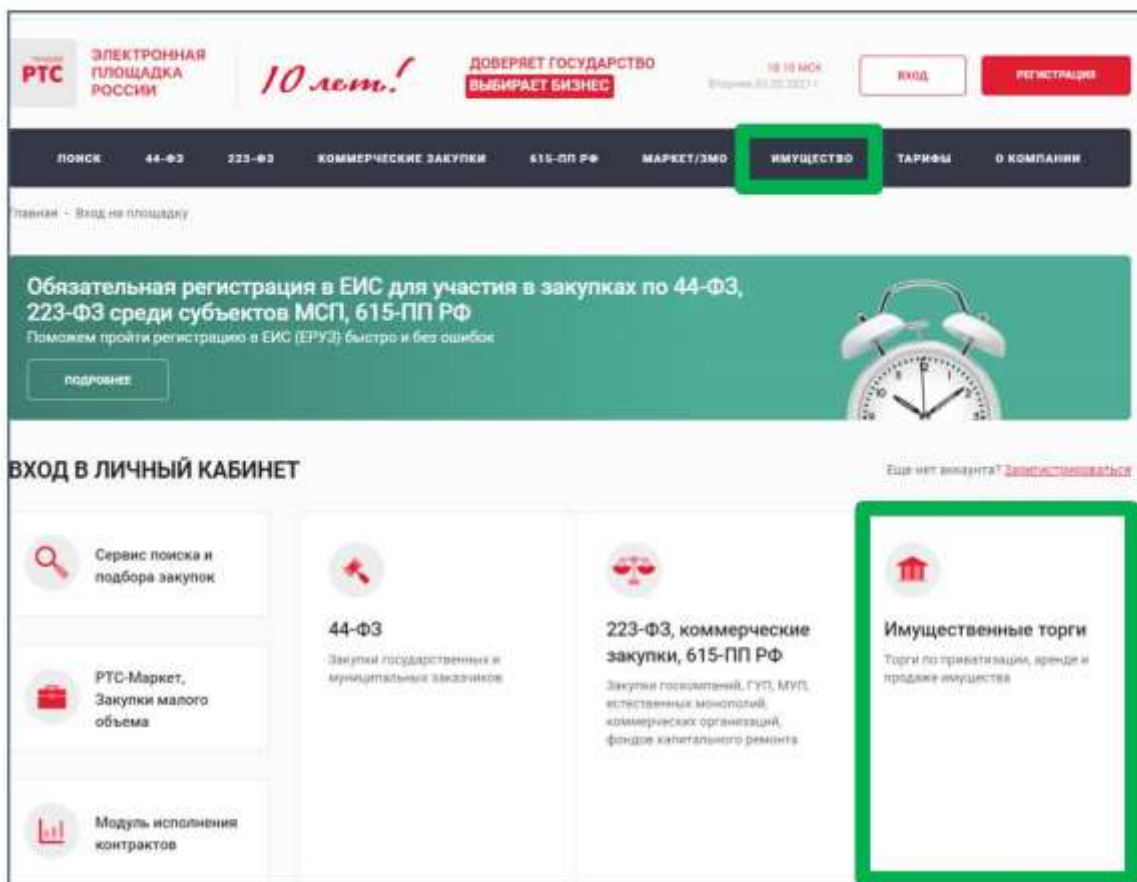 РТС
ЭЛЕКТРОННАЯ
ПЛОЩАДКА
РОССИИ
10 лет!
ДОВЕРЯЕТ ГОСУДАРСТВО
ВЫБИРАЕТ БИЗНЕС
ВХОД
РЕГИСТРАЦИЯ
ПОИСК 44-ФЗ 223-ФЗ КОММЕРЧЕСКИЕ ЗАКУПКИ 615-ПП РФ МАРКЕТ/ЗМО ИМУЩЕСТВО ТАРИФЫ О КОМПАНИИ
Главная - Вход на площадку
Обязательная регистрация в ЕИС для участия в закупках по 44-ФЗ,
223-ФЗ среди субъектов МСП, 615-ПП РФ
Поможем пройти регистрацию в ЕИС (ЕРУЗ) быстро и без ошибок
ПОДРОБНЕЕ
ВХОД В ЛИЧНЫЙ КАБИНЕТ
Еще нет аккаунта? Зарегистрироваться
Сервис поиска и
подбора закупок
РТС-Маркет,
Закупки малого
объема
Модуль исполнения
контрактов
44-ФЗ
Закупки государственных и
муниципальных заказчиков
223-ФЗ, коммерческие
закупки, 615-ПП РФ
Закупки госкомпаний, ГУП, МУП,
естественных монополий,
коммерческих организаций,
фондов капитального ремонта
Имущественные торги
Торги по приватизации, аренде и
продаже имущества